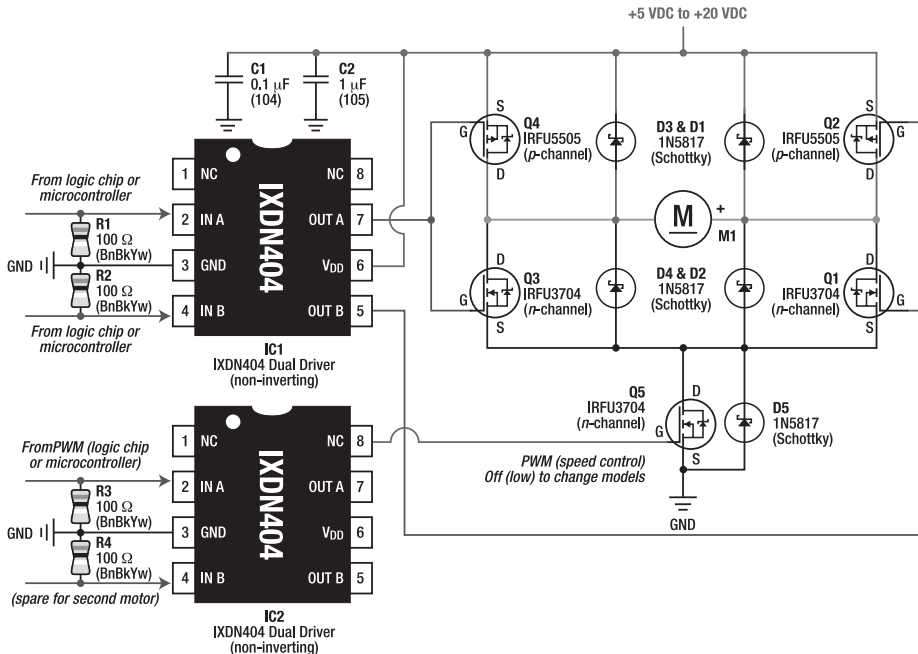 +5 VDC to +20 VDC
C1
0.1 µF
(104)
C2
1 µF
(105)
From logic chip or
microcontroller
R1
100 Ω
(BnBkYw)
GND
R2
100 Ω
(BnBkYw)
From logic chip or
microcontroller
1 NC
2 IN A
3 GND
4 IN B
IXDN404
NC 8
OUT A 7
VDD 6
OUT B 5
IC1
IXDN404 Dual Driver
(non-inverting)
S
G
Q4
IRFU5505
(p-channel)
D
D3 & D1
1N5817
(Schottky)
Q2
IRFU5505
(p-channel)
S
G
D
M
+
M1
D
Q3
IRFU3704
(n-channel)
G
S
D4 & D2
1N5817
(Schottky)
D
Q1
IRFU3704
(n-channel)
G
S
Q5
IRFU3704
(n-channel)
D
G
S
D5
1N5817
(Schottky)
PWM (speed control)
Off (low) to change models
GND
FromPWM (logic chip
or microcontroller)
R3
100 Ω
(BnBkYw)
GND
R4
100 Ω
(BnBkYw)
(spare for second motor)
1 NC
2 IN A
3 GND
4 IN B
IXDN404
NC 8
OUT A 7
VDD 6
OUT B 5
IC2
IXDN404 Dual Driver
(non-inverting)